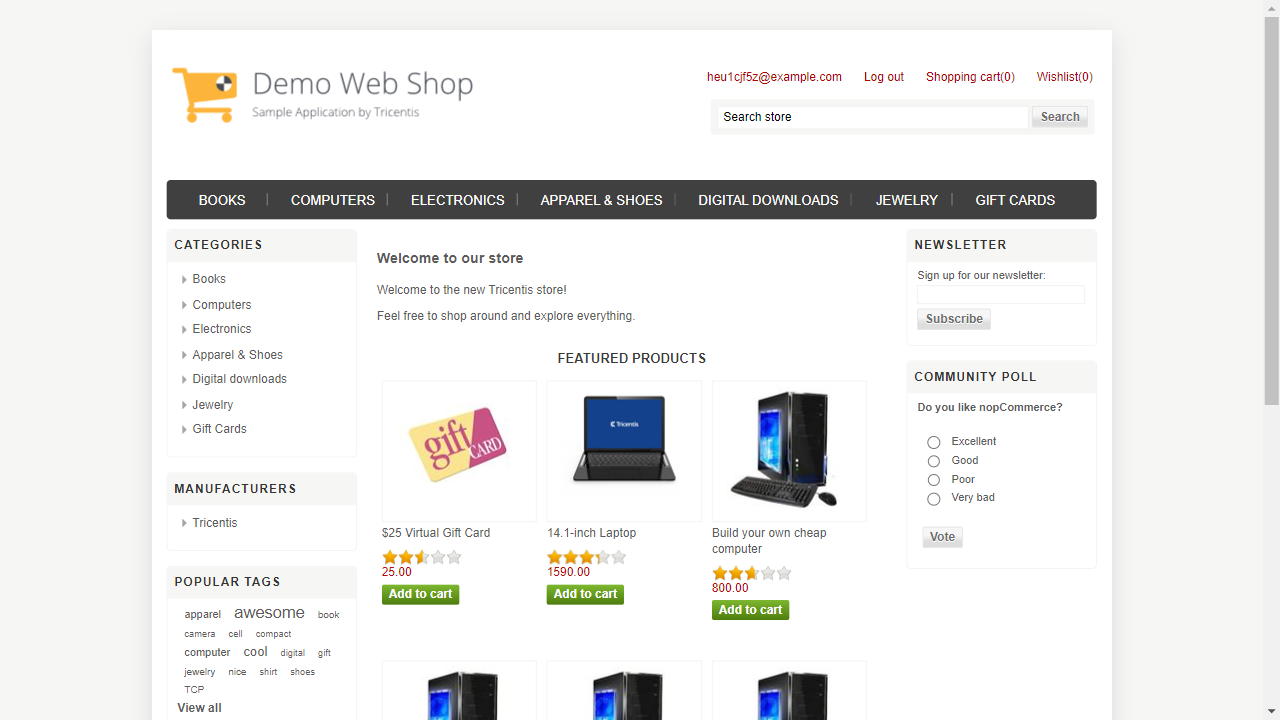 Demo Web Shop
Sample Application by Tricentis
heu1cjf5z@example.com Log out Shopping cart(0) Wishlist(0)
Search store Search
BOOKS COMPUTERS ELECTRONICS APPAREL & SHOES DIGITAL DOWNLOADS JEWELRY GIFT CARDS
CATEGORIES
Books
Computers
Electronics
Apparel & Shoes
Digital downloads
Jewelry
Gift Cards
MANUFACTURERS
Tricentis
POPULAR TAGS
apparel awesome book
camera cell compact
computer cool digital gift
jewelry nice shirt shoes
TCP
View all
Welcome to our store
Welcome to the new Tricentis store!
Feel free to shop around and explore everything.
FEATURED PRODUCTS
gift CARD
$25 Virtual Gift Card
25.00
Add to cart
Tricentis
14.1-inch Laptop
1590.00
Add to cart
Build your own cheap
computer
800.00
Add to cart
NEWSLETTER
Sign up for our newsletter:
Subscribe
COMMUNITY POLL
Do you like nopCommerce?
Excellent
Good
Poor
Very bad
Vote